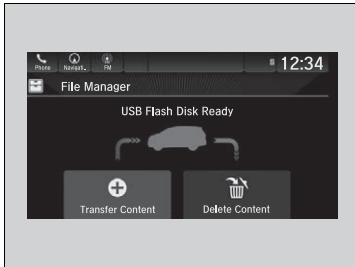 Phone Navigati.. FM 12:34
File Manager
USB Flash Disk Ready
Transfer Content Delete Content